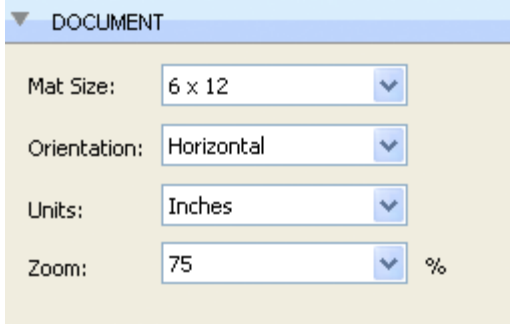 DOCUMENT
Mat Size: 6 x 12
Orientation: Horizontal
Units: Inches
Zoom: 75 %